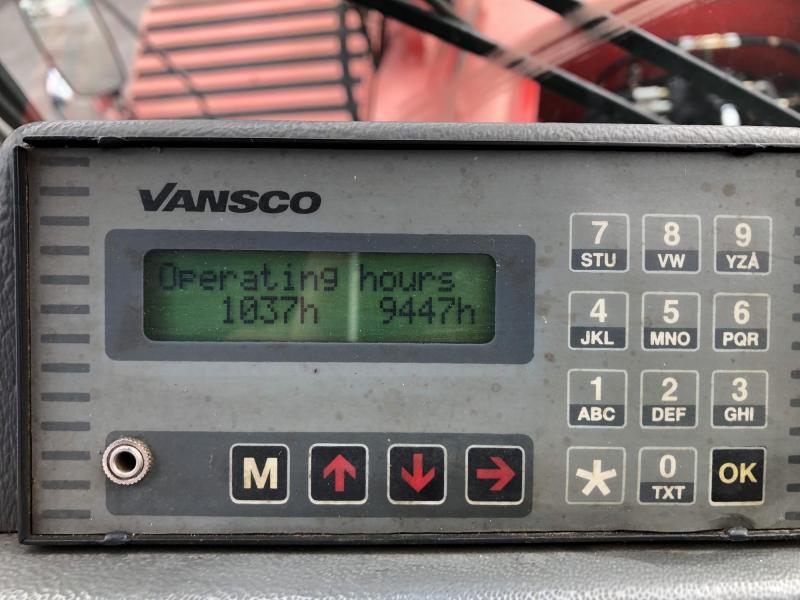 VANSCO
Operating hours
1037h 9447h
7 8 9
STU VW YZÅ
4 5 6
JKL MNO PQR
1 2 3
ABC DEF GHI
M * 0 OK
TXT